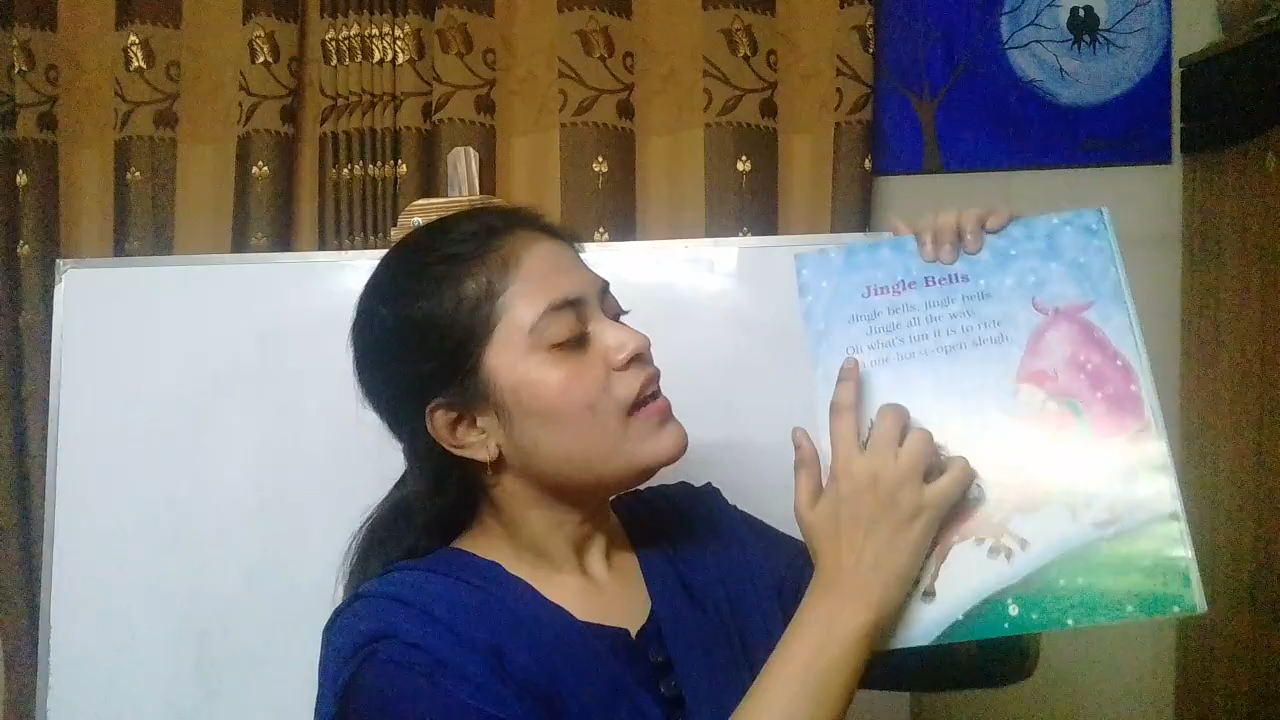 Jingle Bells
Jingle bells, jingle bells
Jingle all the way.
Oh what's fun it is to ride
one-horse-open sleigh